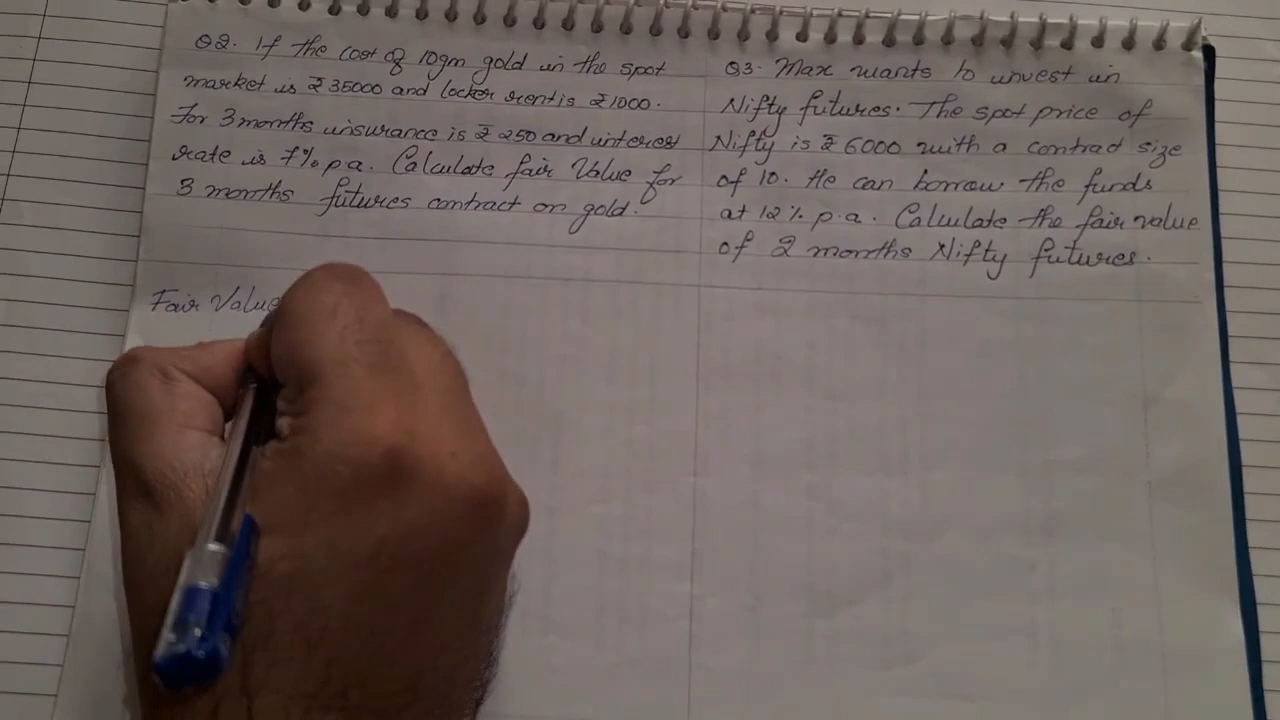 Q2. If the cost of 10gm gold in the spot
market is ₹35000 and locker rent is ₹1000.
For 3 months insurance is ₹250 and interest
rate is 7% pa. Calculate fair Value for
3 months futures contract on gold.
Fair Value
Q3- Max wants to invest in
Nifty futures. The spot price of
Nifty is ₹6000 with a contract size
of 10. He can borrow the funds
at 12% p.a. Calculate the fair value
of 2 months Nifty futures.